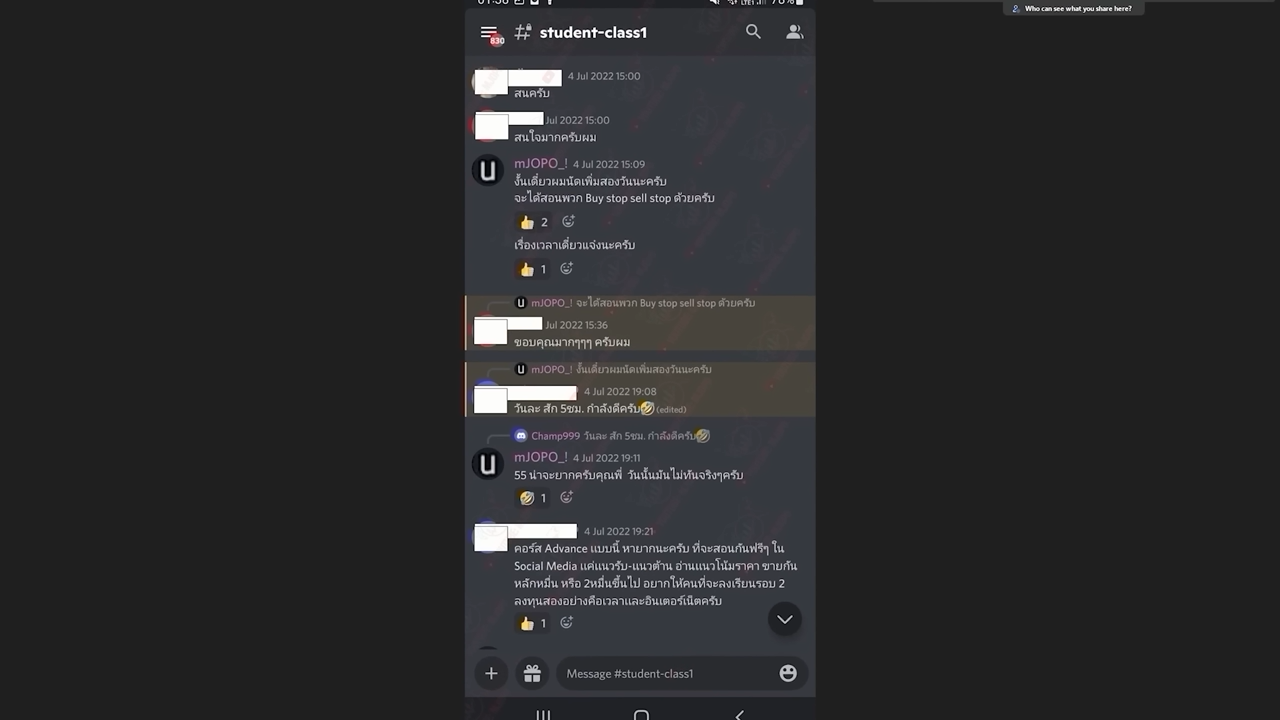 Who can see what you share here?
830
student-class1
4 Jul 2022 15:00
สนครับ
Jul 2022 15:00
สนใจมากครับผม
mJOPO_! 4 Jul 2022 15:09
งั้นเดี๋ยวผมนัดเพิ่มสองวันนะครับ
จะได้สอนพวก Buy stop sell stop ด้วยครับ
2
เรื่องเวลาเดี๋ยวแจ่งนะครับ
1
mJOPO_! จะได้สอนพวก Buy stop sell stop ด้วยครับ
Jul 2022 15:36
ขอบคุณมากๆๆๆ ครับผม
mJOPO_! งั้นเดี๋ยวผมนัดเพิ่มสองวันนะครับ
4 Jul 2022 19:08
วันละ สัก 5ชม. กำลังดีครับ🤣 (edited)
Champ999 วันละ สัก 5ชม. กำลังดีครับ🤣
mJOPO_! 4 Jul 2022 19:11
55 น่าจะยากครับคุณพี่ วันนั้นมันไม่ทันจริงๆครับ
1
4 Jul 2022 19:21
คอร์ส Advance แบบนี้ หายากนะครับ ที่จะสอนกันฟรีๆ ใน
Social Media แค่แนวรับ-แนวต้าน อ่านแนวโน้มราคา ขายกัน
หลักหมื่น หรือ 2หมื่นขึ้นไป อยากให้คนที่จะลงเรียนรอบ 2
ลงทุนสองอย่างคือเวลาและอินเตอร์เน็ตครับ
1
Message #student-class1